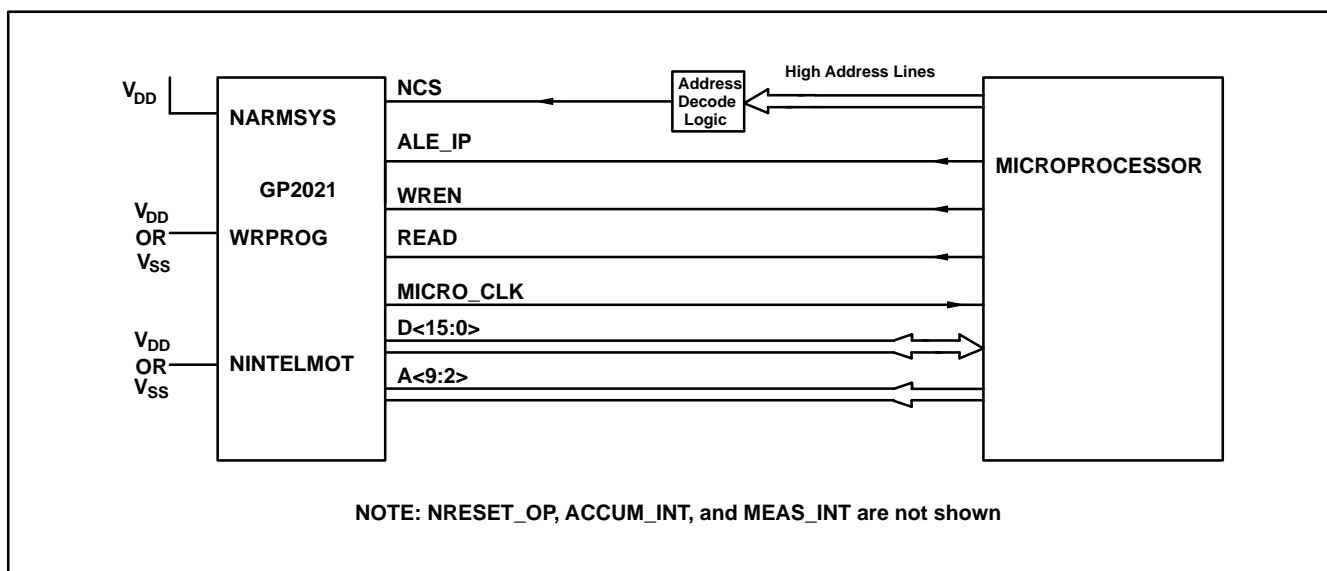 VDD
NARMSYS
GP2021
VDD
OR
VSS
WRPROG
VDD
OR
VSS
NINTELMOT
NCS
ALE_IP
WREN
READ
MICRO_CLK
D<15:0>
A<9:2>
Address
Decode
Logic
High Address Lines
MICROPROCESSOR
NOTE: NRESET_OP, ACCUM_INT, and MEAS_INT are not shown